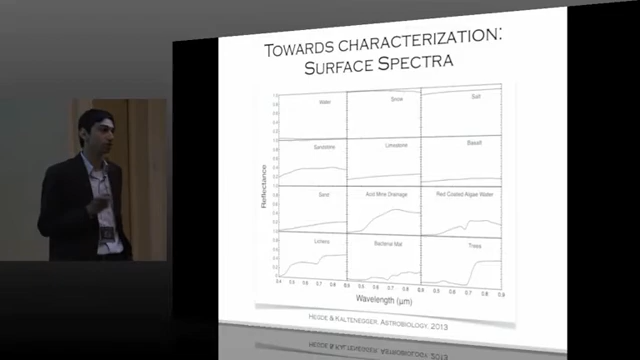 TOWARDS CHARACTERIZATION:
SURFACE SPECTRA
Water Snow Salt
Sandstone Limestone Basalt
Sand Acid Mine Drainage Red Coated Algae Water
Lichens Bacteria Mat Trees
Reflectance
Wavelength (μm)
HEGDE & KALTENEGGER, ASTROBIOLOGY, 2013